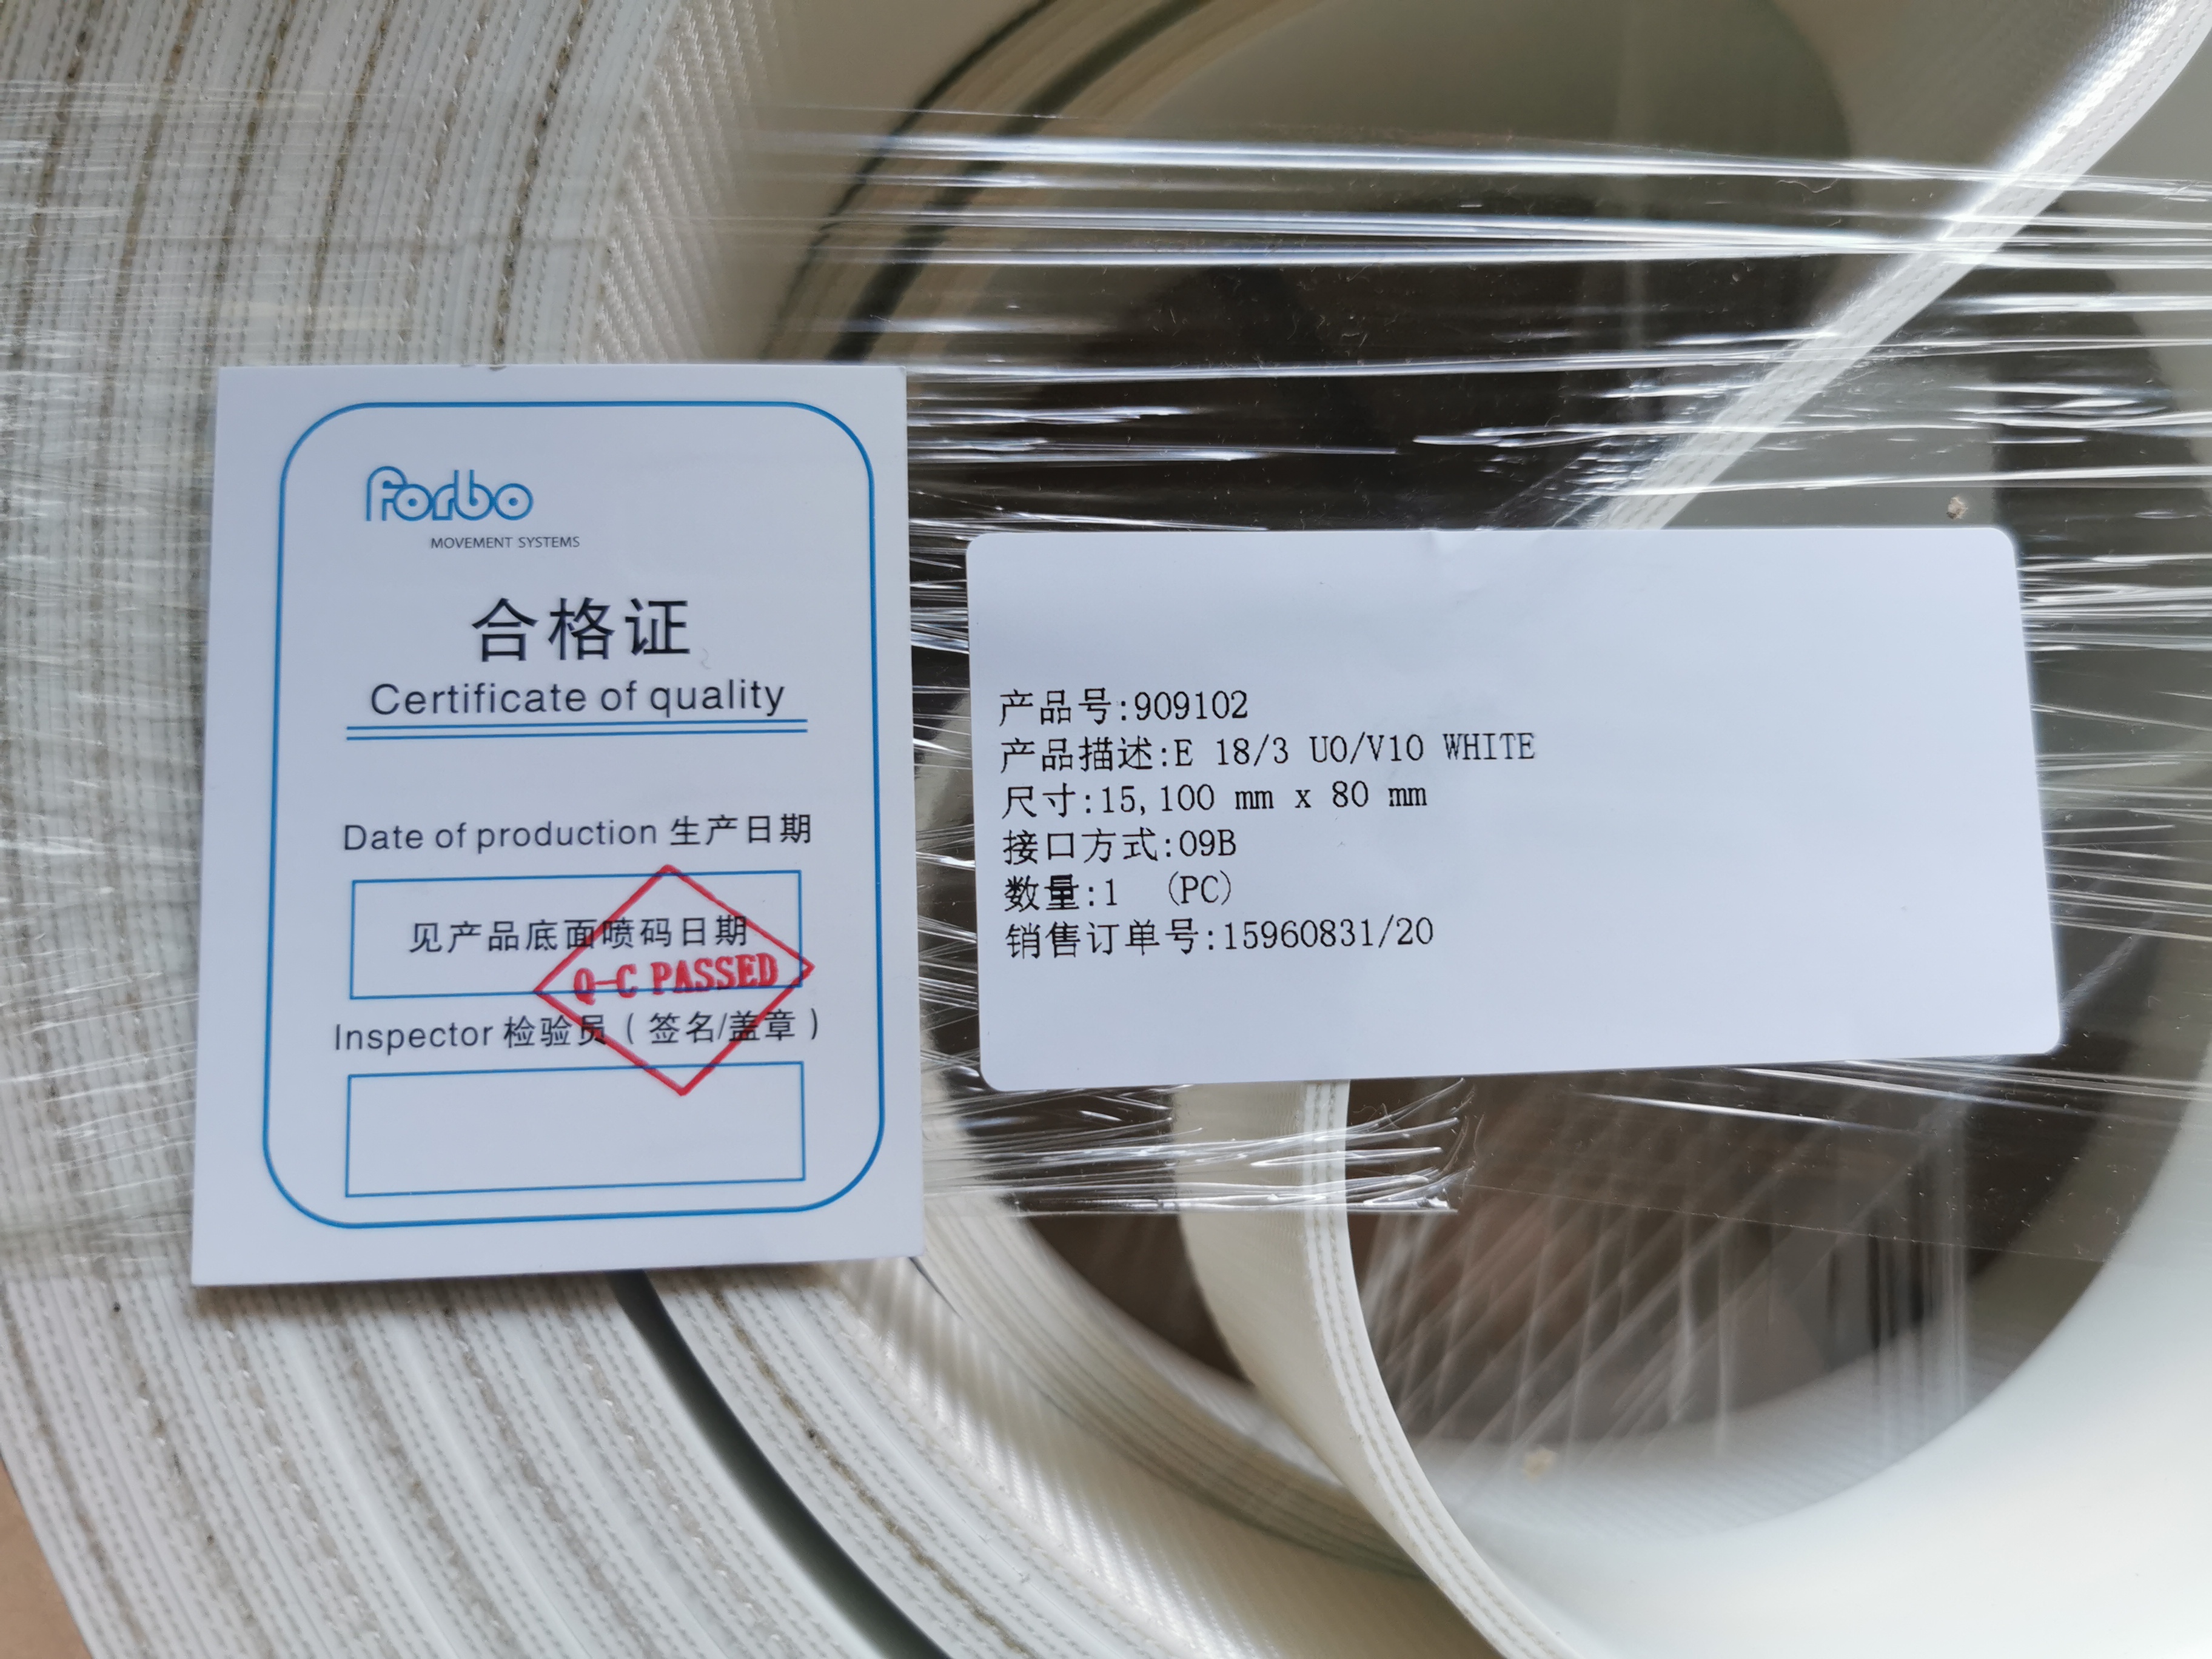 forbo
MOVEMENT SYSTEMS
合格证
Certificate of quality
Date of production 生产日期
见产品底面喷码日期
Q-C PASSED
Inspector 检验员（签名/盖章）
产品号:909102
产品描述:E 18/3 U0/V10 WHITE
尺寸:15,100 mm x 80 mm
接口方式:09B
数量:1 (PC)
销售订单号:15960831/20